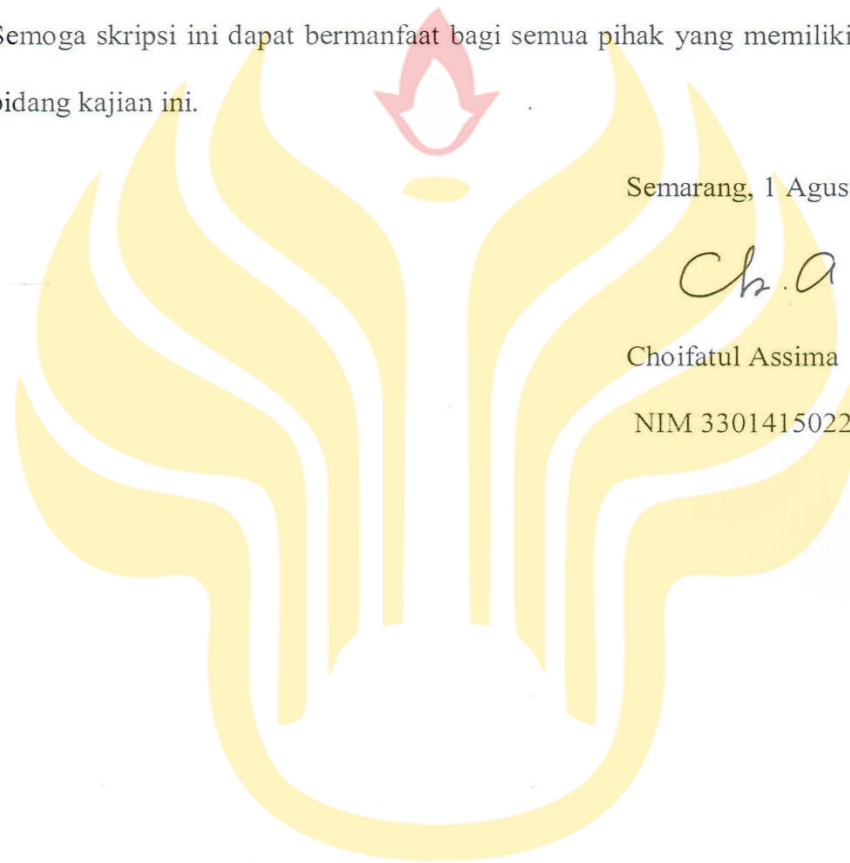 Semoga skripsi ini dapat bermanfaat bagi semua pihak yang memiliki
bidang kajian ini.
Semarang, 1 Agus
Ch. a
Choifatul Assima
NIM 3301415022